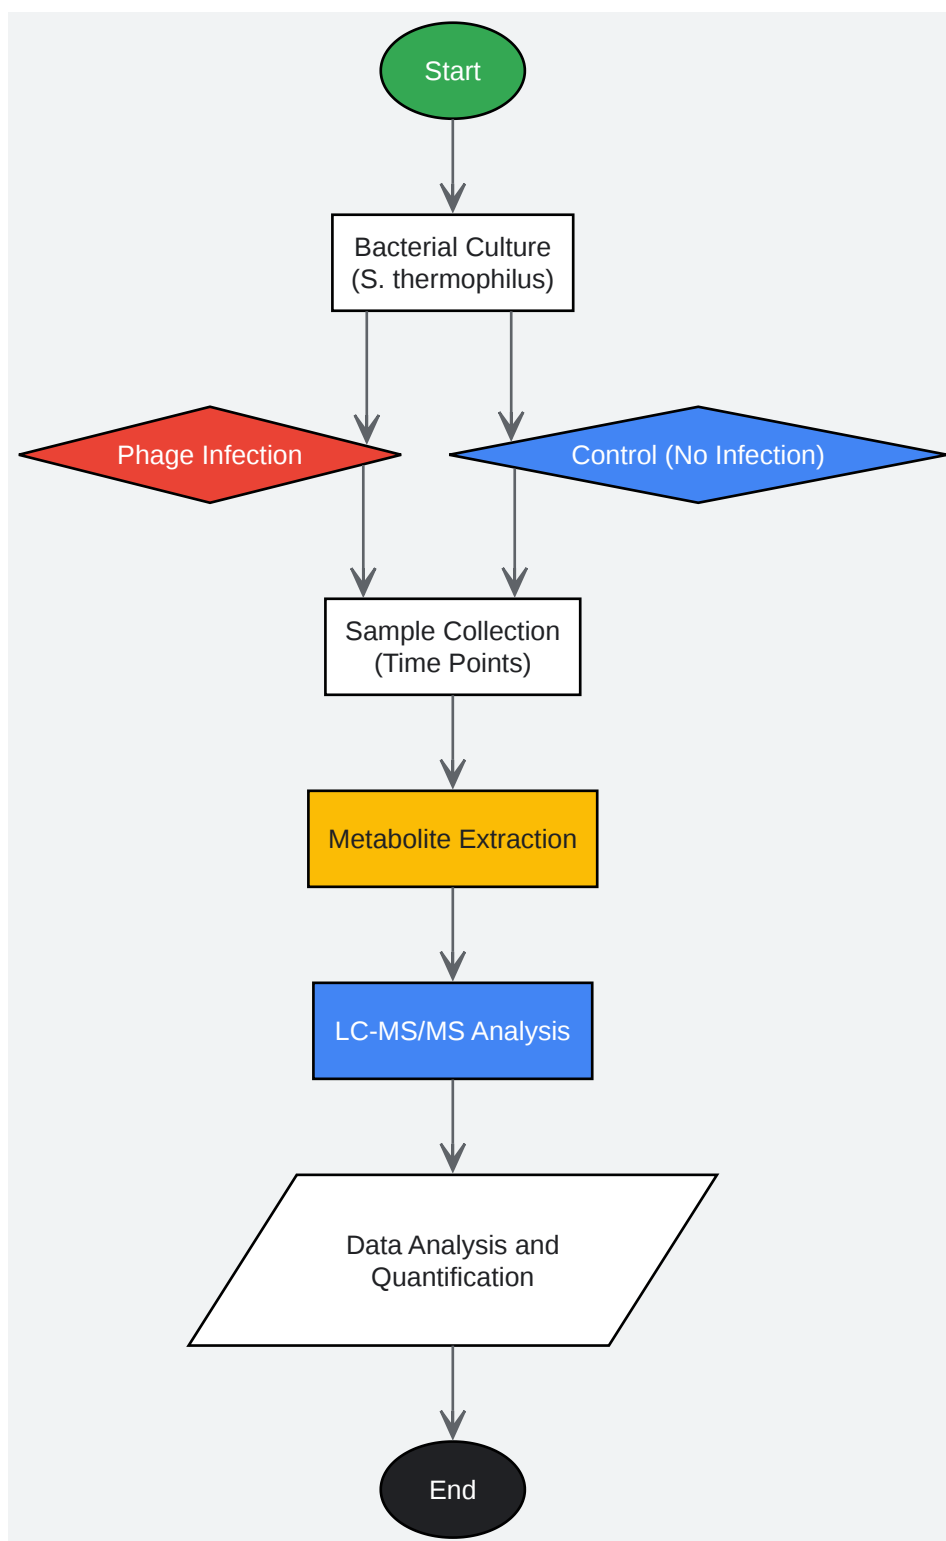 Start
Bacterial Culture
(S. thermophilus)
Phage Infection
Control (No Infection)
Sample Collection
(Time Points)
Metabolite Extraction
LC-MS/MS Analysis
Data Analysis and
Quantification
End